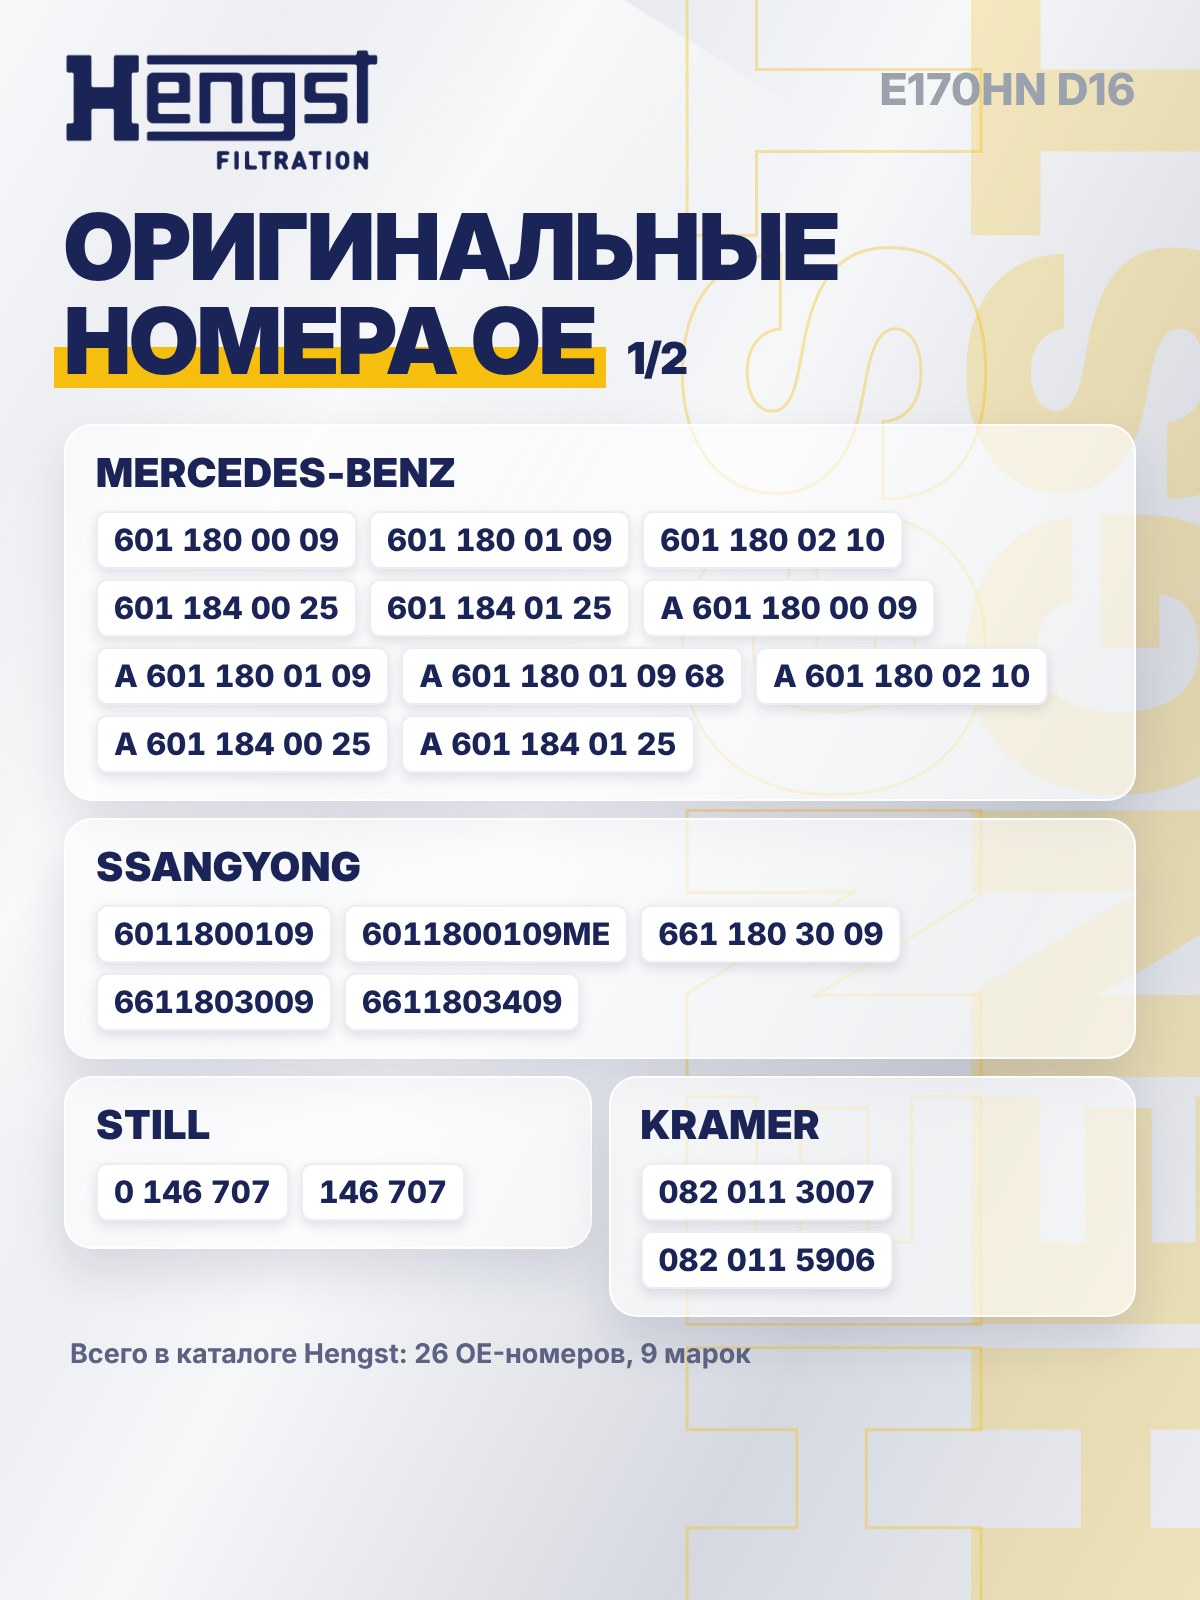 Hengst
FILTRATION
E170HN D16
ОРИГИНАЛЬНЫЕ
НОМЕРА OE 1/2
MERCEDES-BENZ
601 180 00 09 601 180 01 09 601 180 02 10
601 184 00 25 601 184 01 25 A 601 180 00 09
A 601 180 01 09 A 601 180 01 09 68 A 601 180 02 10
A 601 184 00 25 A 601 184 01 25
SSANGYONG
6011800109 6011800109ME 661 180 30 09
6611803009 6611803409
STILL
0 146 707 146 707
KRAMER
082 011 3007
082 011 5906
Всего в каталоге Hengst: 26 OE-номеров, 9 марок
HENGST
HENGST